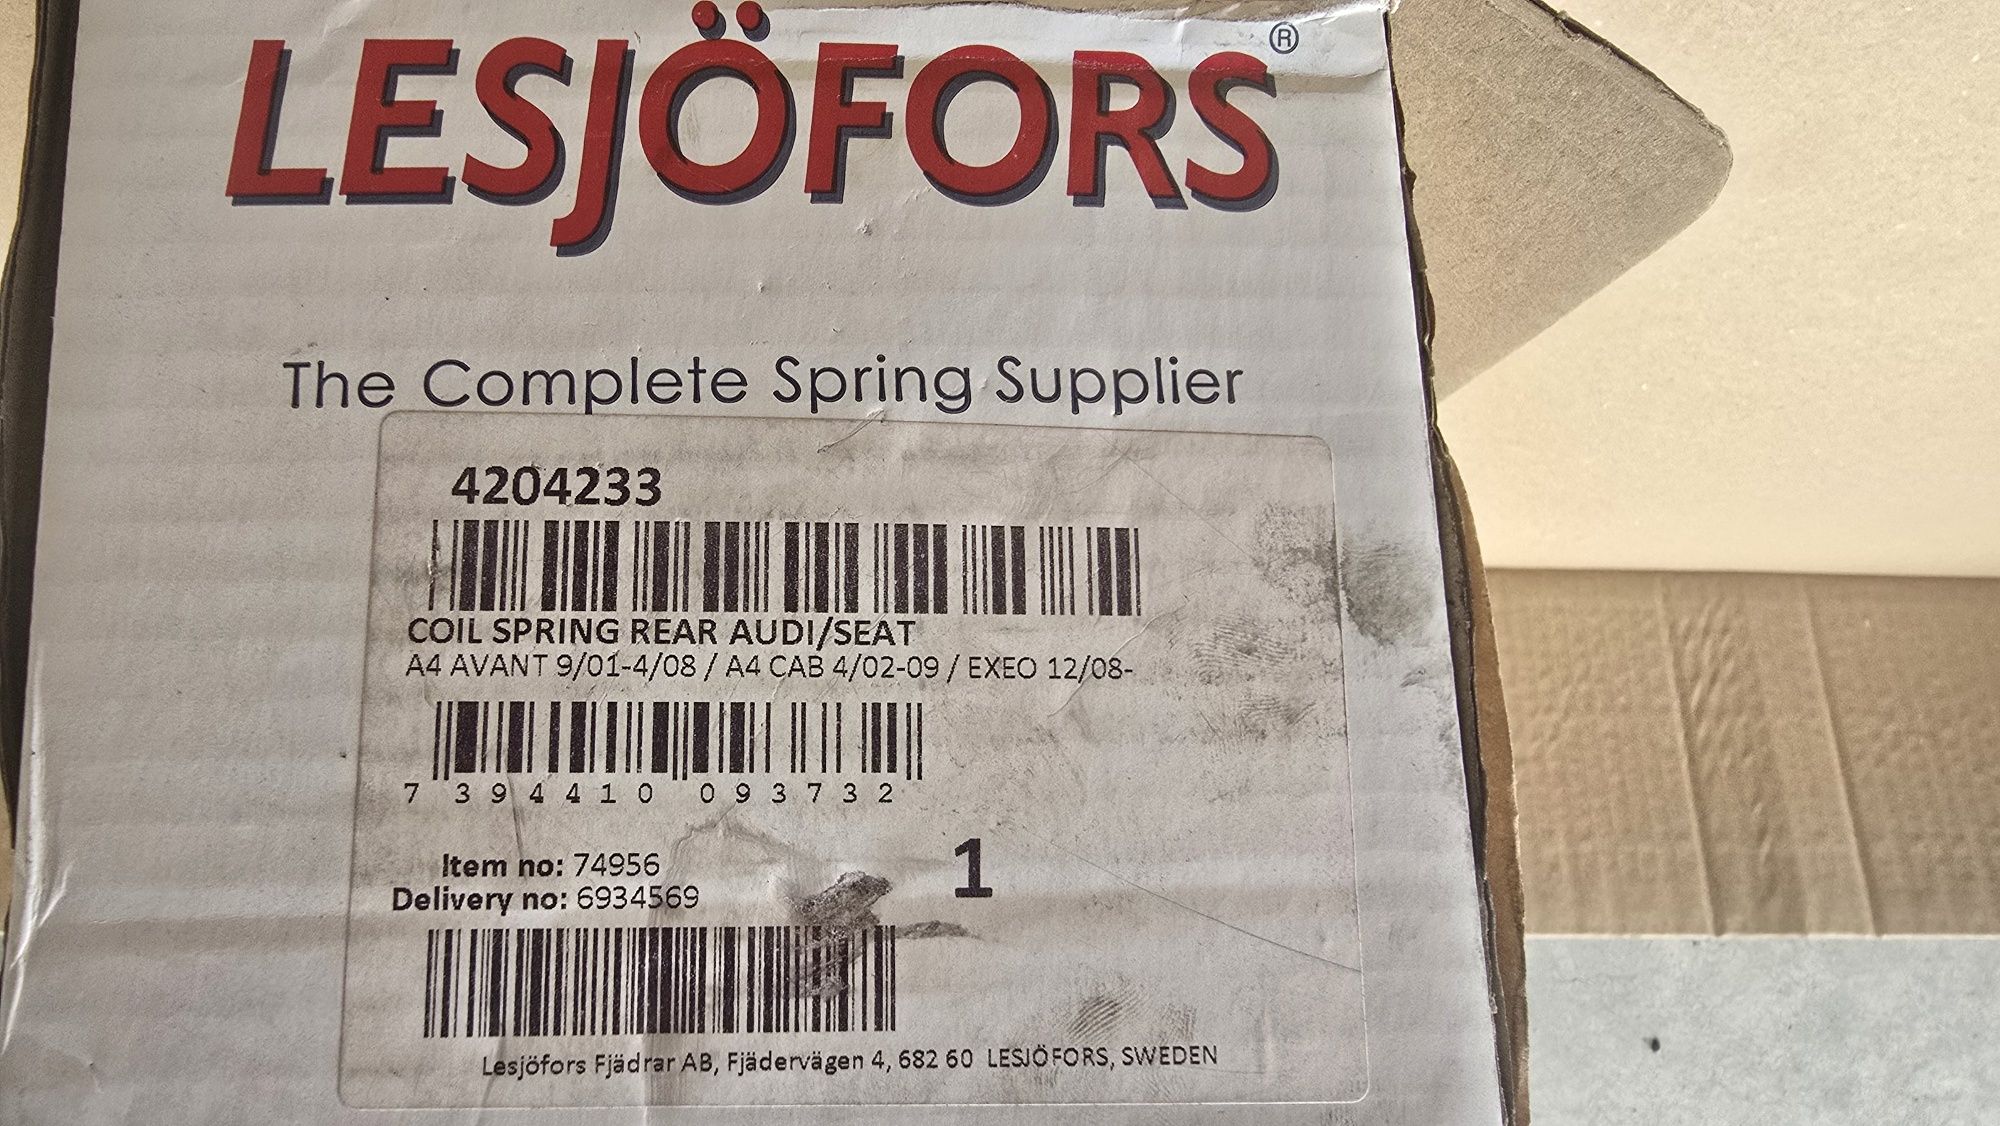 LESJÖFORS®
The Complete Spring Supplier
4204233
COIL SPRING REAR AUDI/SEAT
A4 AVANT 9/01-4/08 / A4 CAB 4/02-09 / EXEO 12/08-
7 394410 093732
Item no: 74956
1
Delivery no: 6934569
Lesjöfors Fjädrar AB, Fjädervägen 4, 682 60 LESJÖFORS, SWEDEN